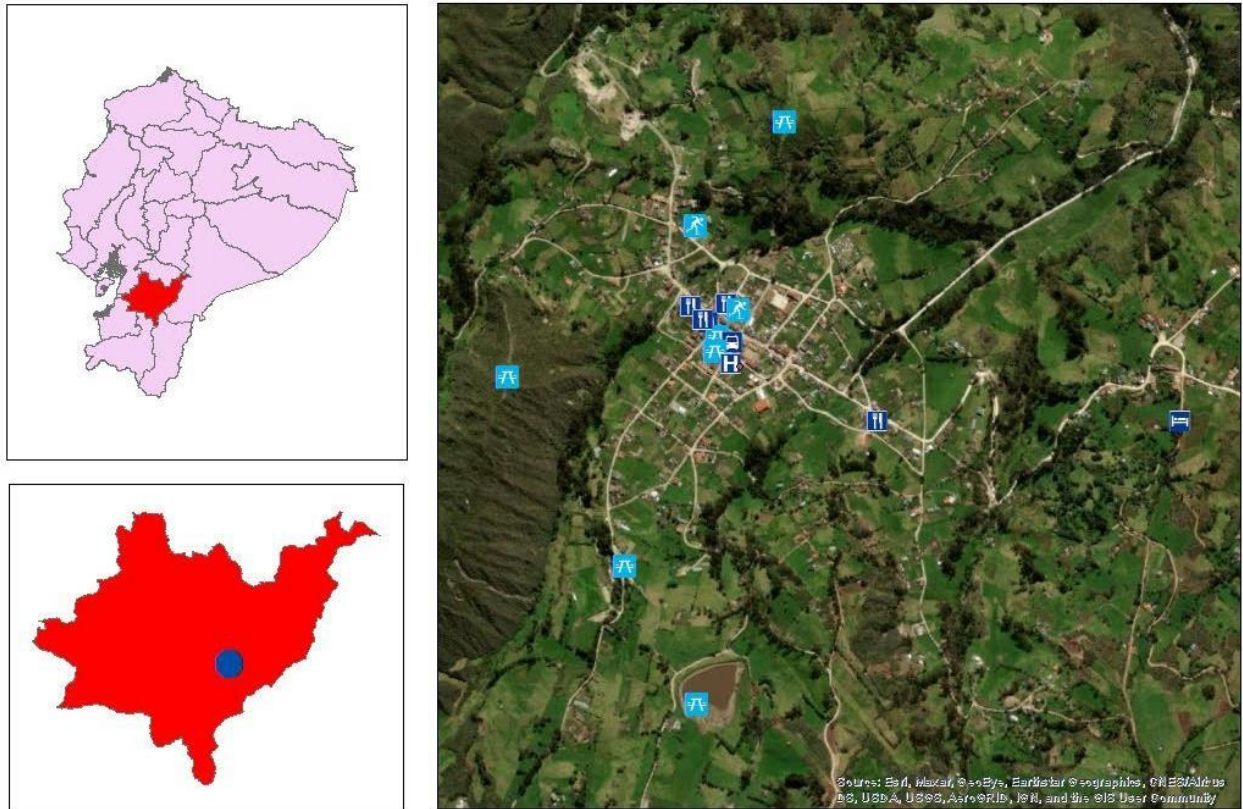 H
Source: Esri, Maxar, GeoEye, Earthstar Geographics, CNES/Airbus
DS, USDA, USGS, AeroGRID, IGN, and the GIS User Community